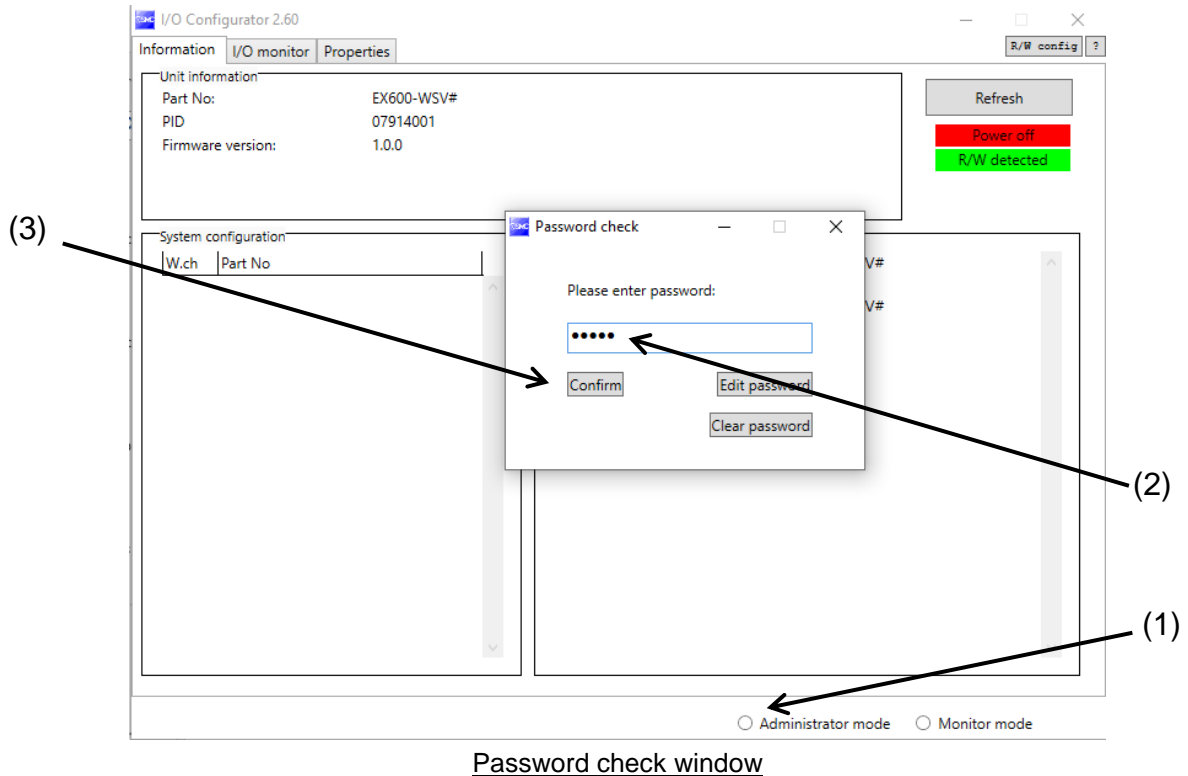 I/O Configurator 2.60
Information I/O monitor Properties R/W config ?
Unit information
Part No: EX600-WSV#
PID 07914001
Firmware version: 1.0.0
Refresh
Power off
R/W detected
(3)
System configuration
W.ch Part No
V#
V#
Password check
Please enter password:
•••••
Confirm Edit password
Clear password
(2)
(1)
Administrator mode Monitor mode
Password check window